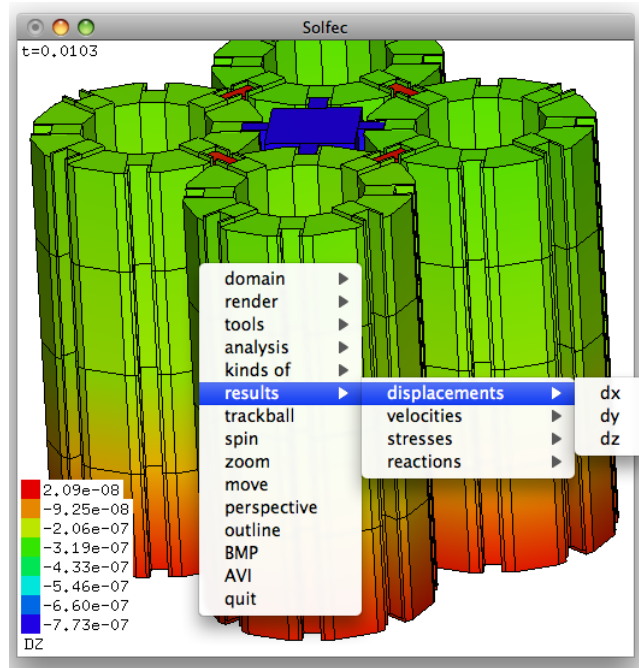 Solfec
t=0.0103
domain
render
tools
analysis
kinds of
results
trackball
spin
zoom
move
perspective
outline
BMP
AVI
quit
displacements
velocities
stresses
reactions
dx
dy
dz
2.09e-08
-9.25e-08
-2.06e-07
-3.19e-07
-4.33e-07
-5.46e-07
-6.60e-07
-7.73e-07
DZ